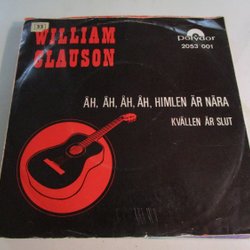 WILLIAM
CLAUSON
polydor
2053 001
ÅH, ÅH, ÅH, ÅH, HIMLEN ÄR NÄRA
KVÄLLEN ÄR SLUT